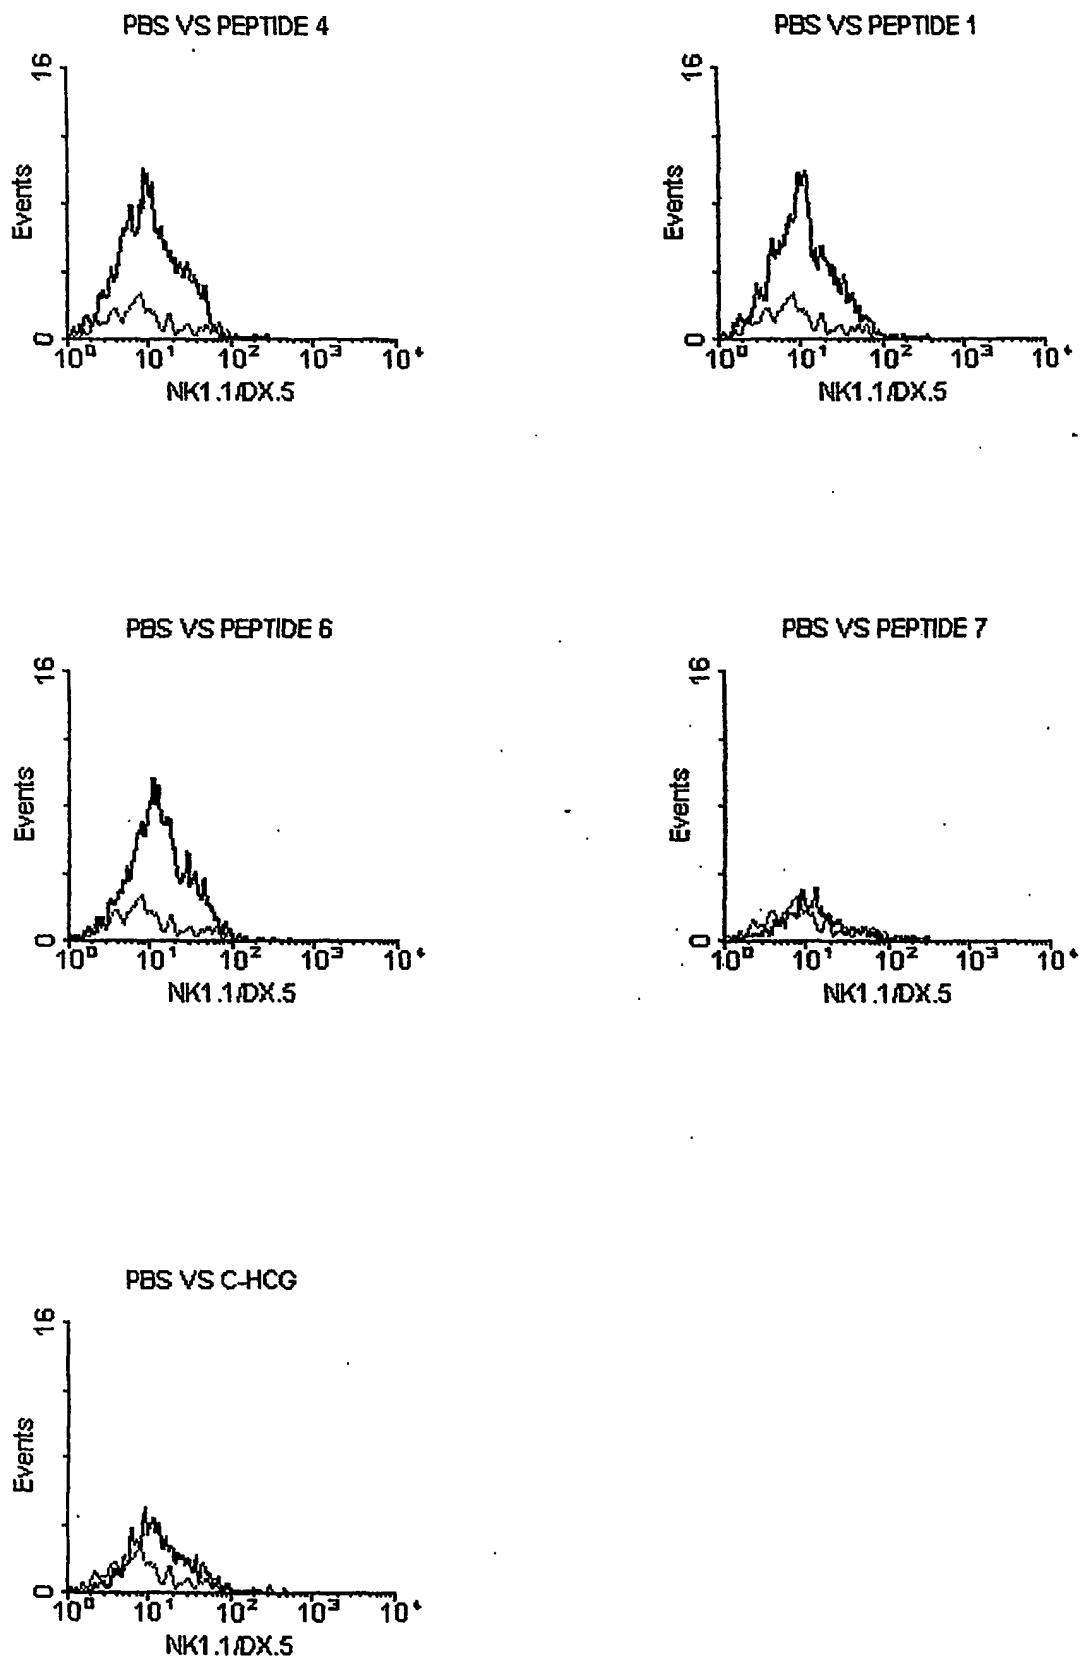 PBS VS PEPTIDE 4
16
Events
0
10⁰ 10¹ 10² 10³ 10⁴
NK1.1/DX.5
PBS VS PEPTIDE 1
16
Events
0
10⁰ 10¹ 10² 10³ 10⁴
NK1.1/DX.5
PBS VS PEPTIDE 6
16
Events
0
10⁰ 10¹ 10² 10³ 10⁴
NK1.1/DX.5
PBS VS PEPTIDE 7
16
Events
0
10⁰ 10¹ 10² 10³ 10⁴
NK1.1/DX.5
PBS VS C-HCG
16
Events
0
10⁰ 10¹ 10² 10³ 10⁴
NK1.1/DX.5